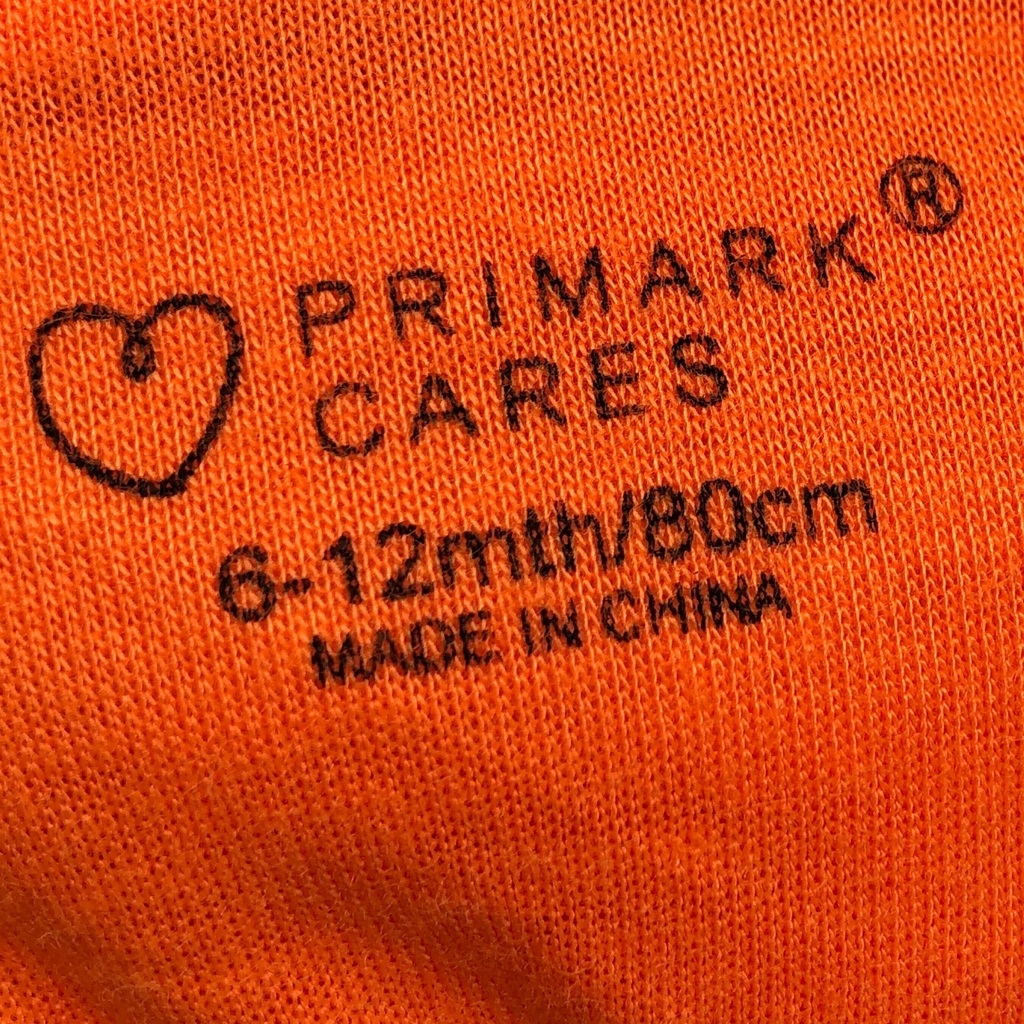 PRIMARK®
CARES
6-12mth/80cm
MADE IN CHINA